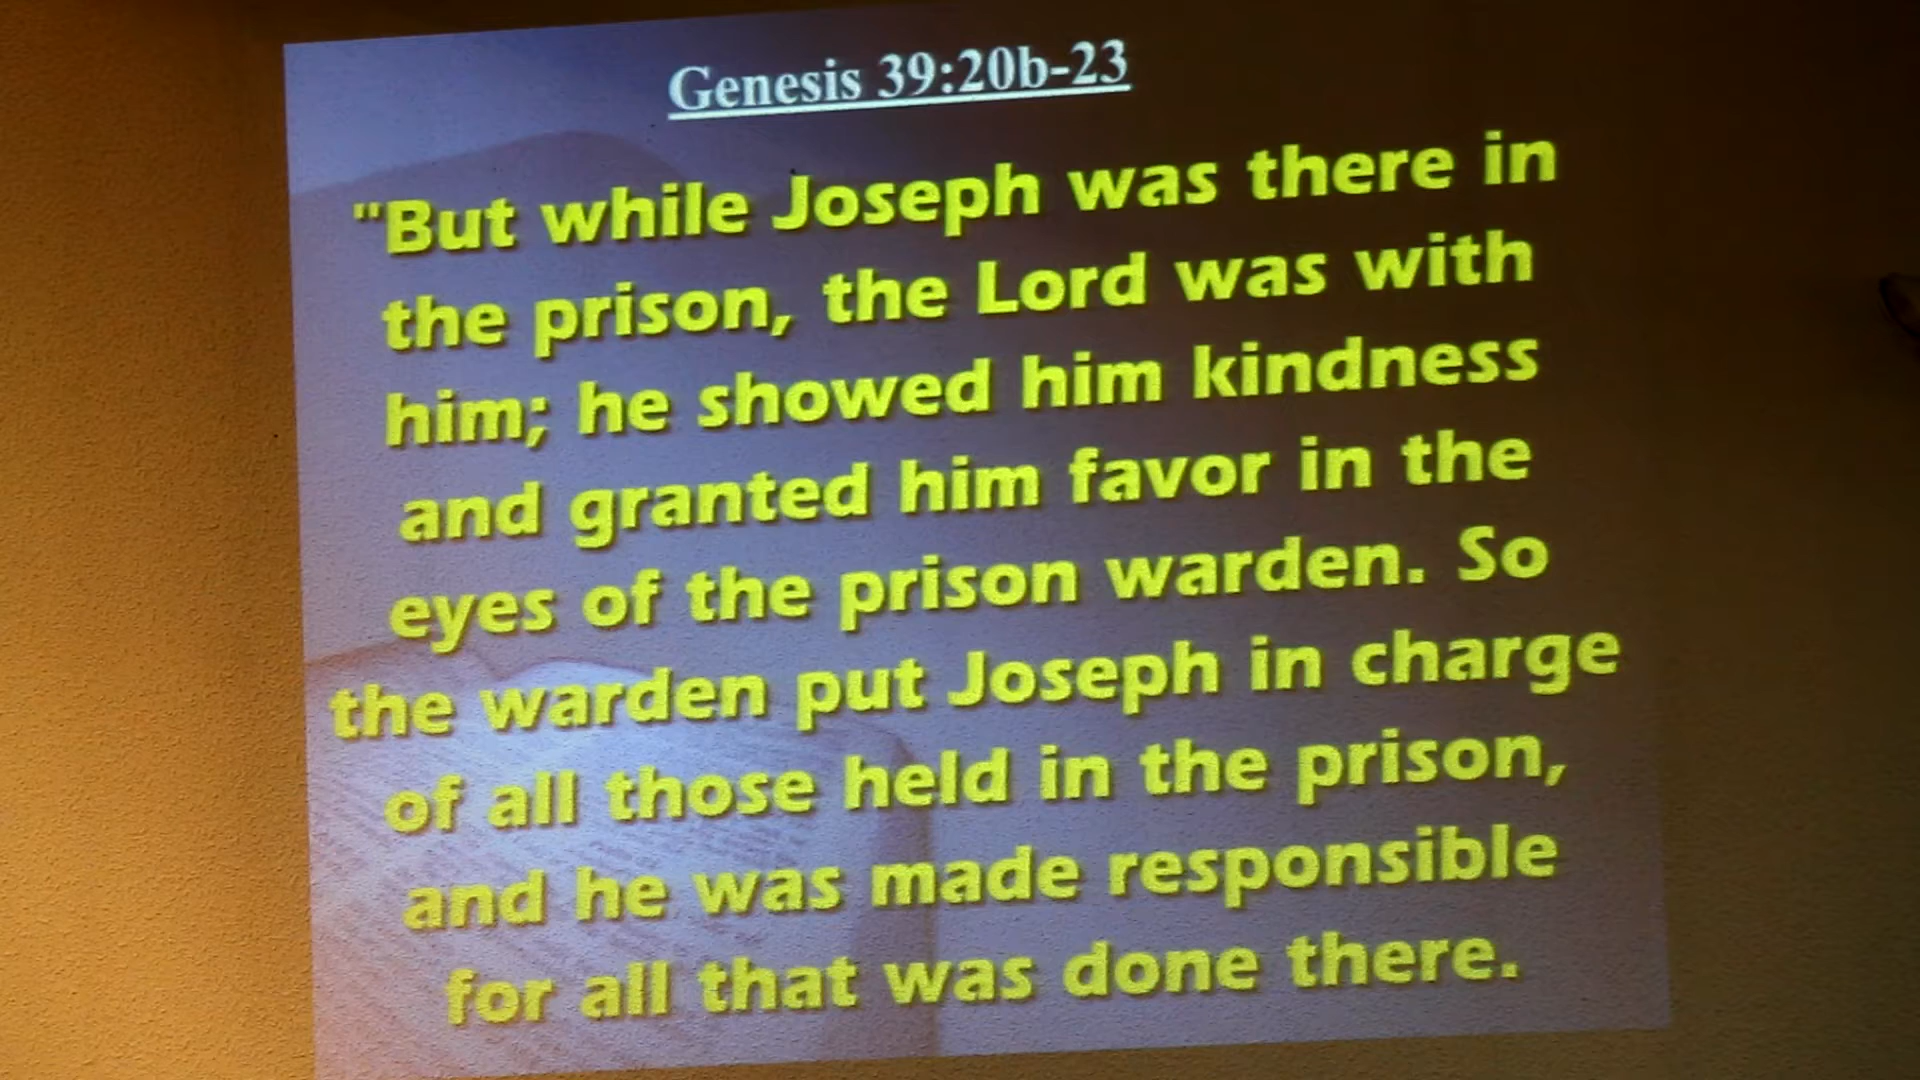 Genesis 39:20b-23
"But while Joseph was there in
the prison, the Lord was with
him; he showed him kindness
and granted him favor in the
eyes of the prison warden. So
the warden put Joseph in charge
of all those held in the prison,
and he was made responsible
for all that was done there.